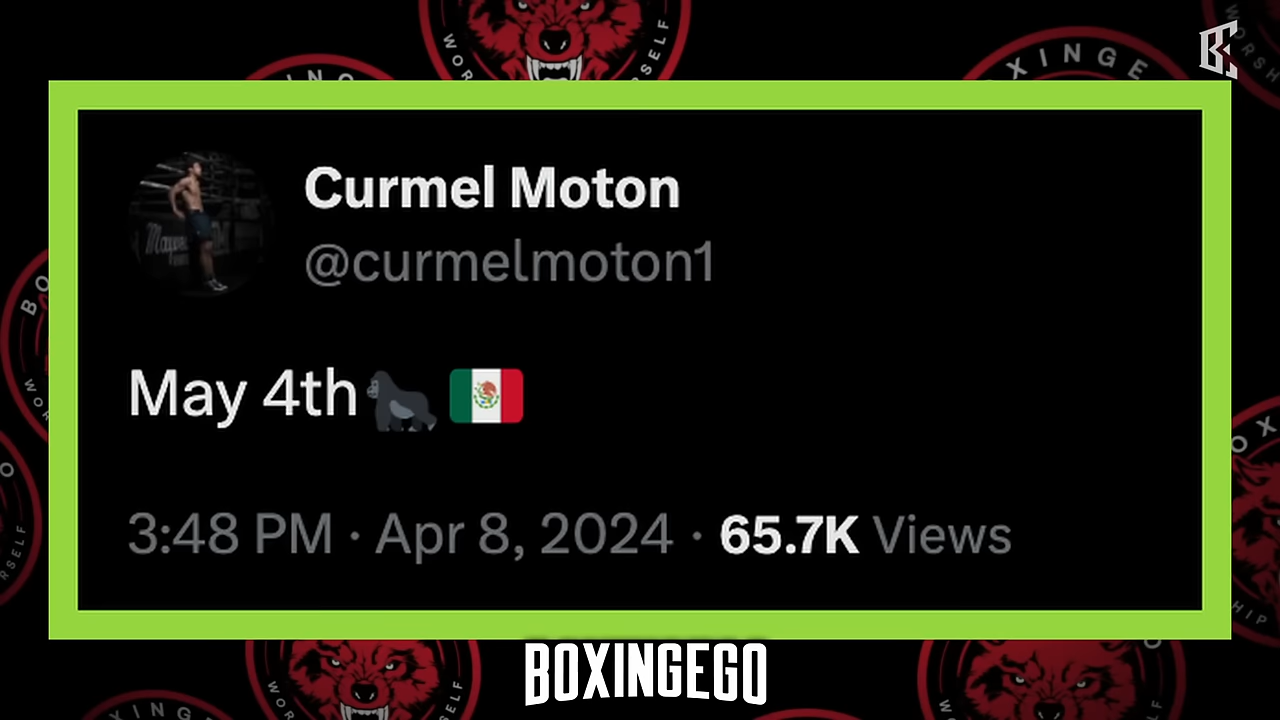 Curmel Moton
@curmelmoton1
May 4th🦍🇲🇽
3:48 PM · Apr 8, 2024 · 65.7K Views
BOXINGEGO